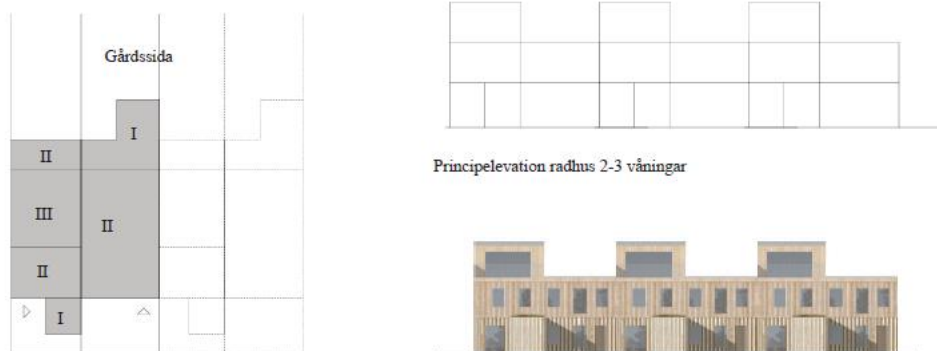 Gårdssida
I
II
III
II
II
I
Principelevation radhus 2-3 våningar